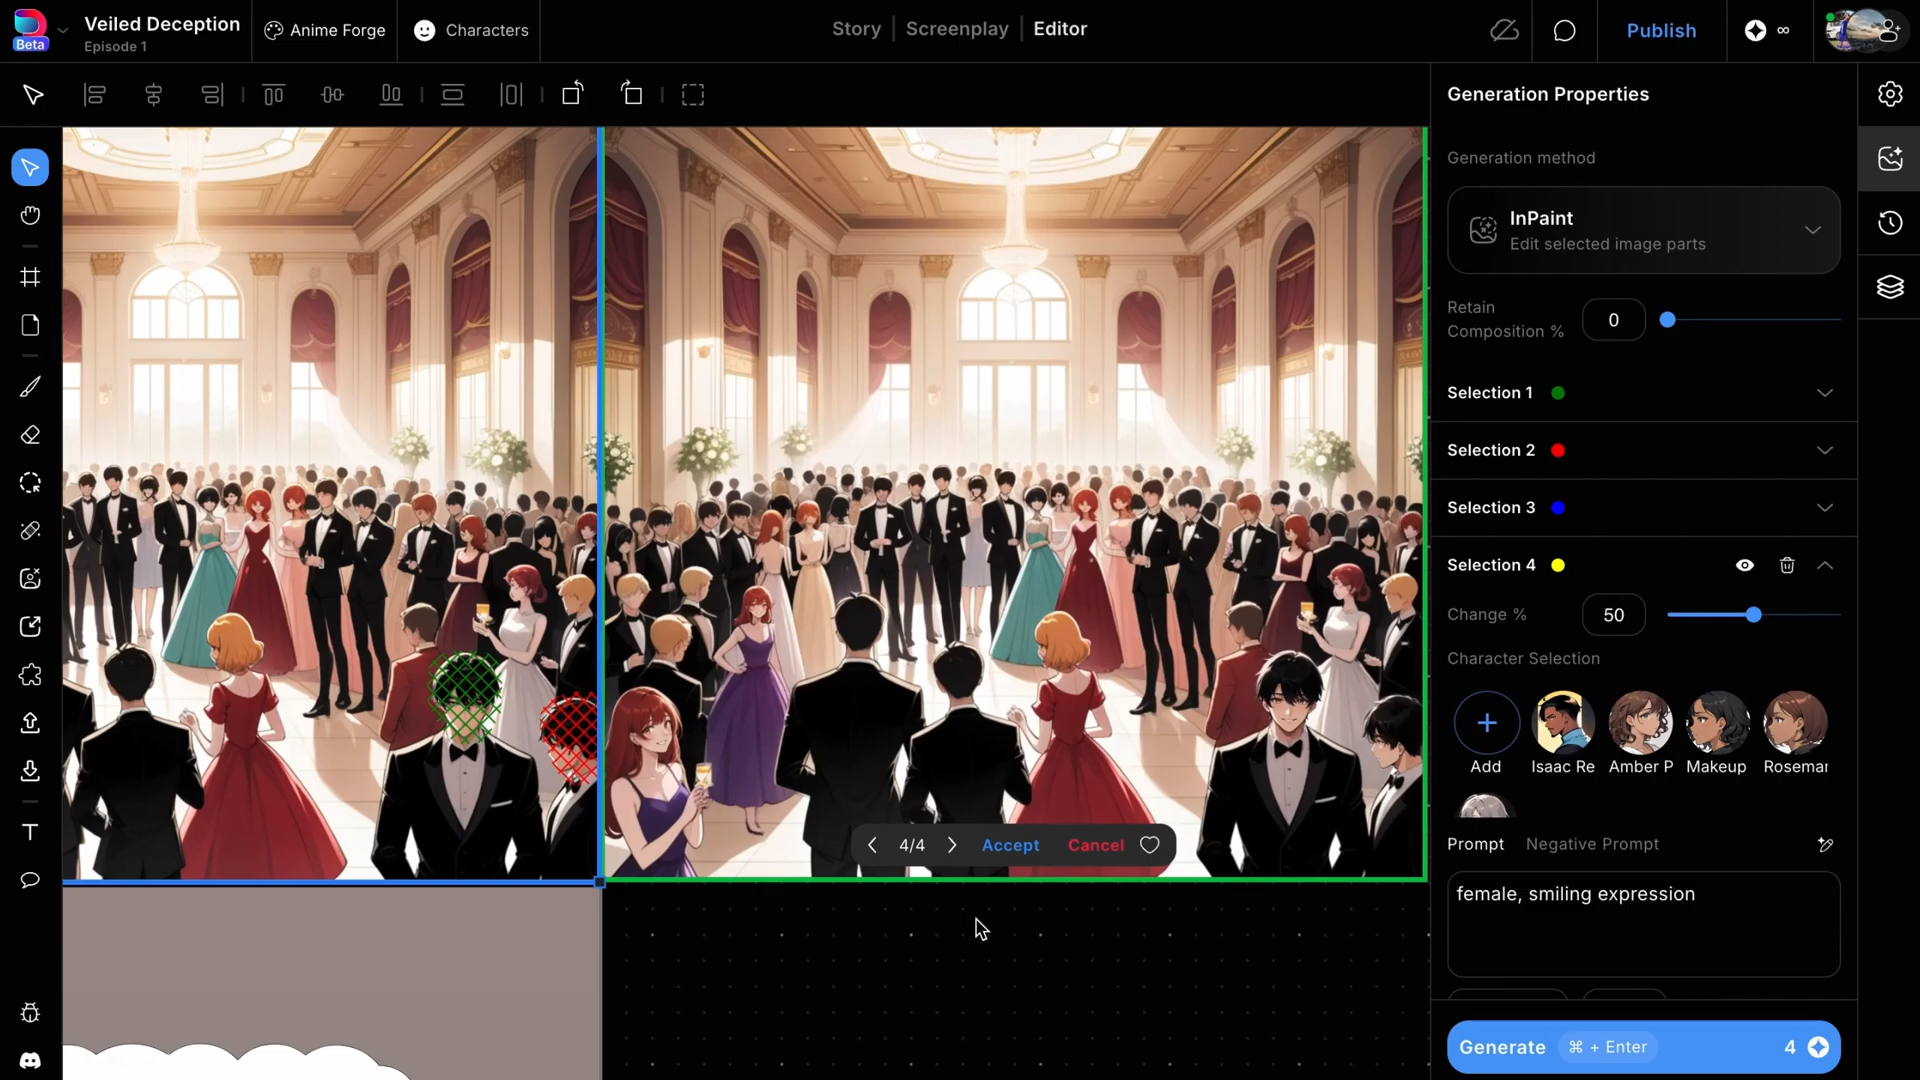 Beta
Veiled Deception
Episode 1
Anime Forge
Characters
Story
Screenplay
Editor
Publish
∞
Generation Properties
Generation method
InPaint
Edit selected image parts
Retain
Composition %
0
Selection 1
Selection 2
Selection 3
Selection 4
Change %
50
Character Selection
Add
Isaac Re
Amber P
Makeup
Rosemar
Prompt
Negative Prompt
female, smiling expression
4/4
Accept
Cancel
Generate
⌘ + Enter
4